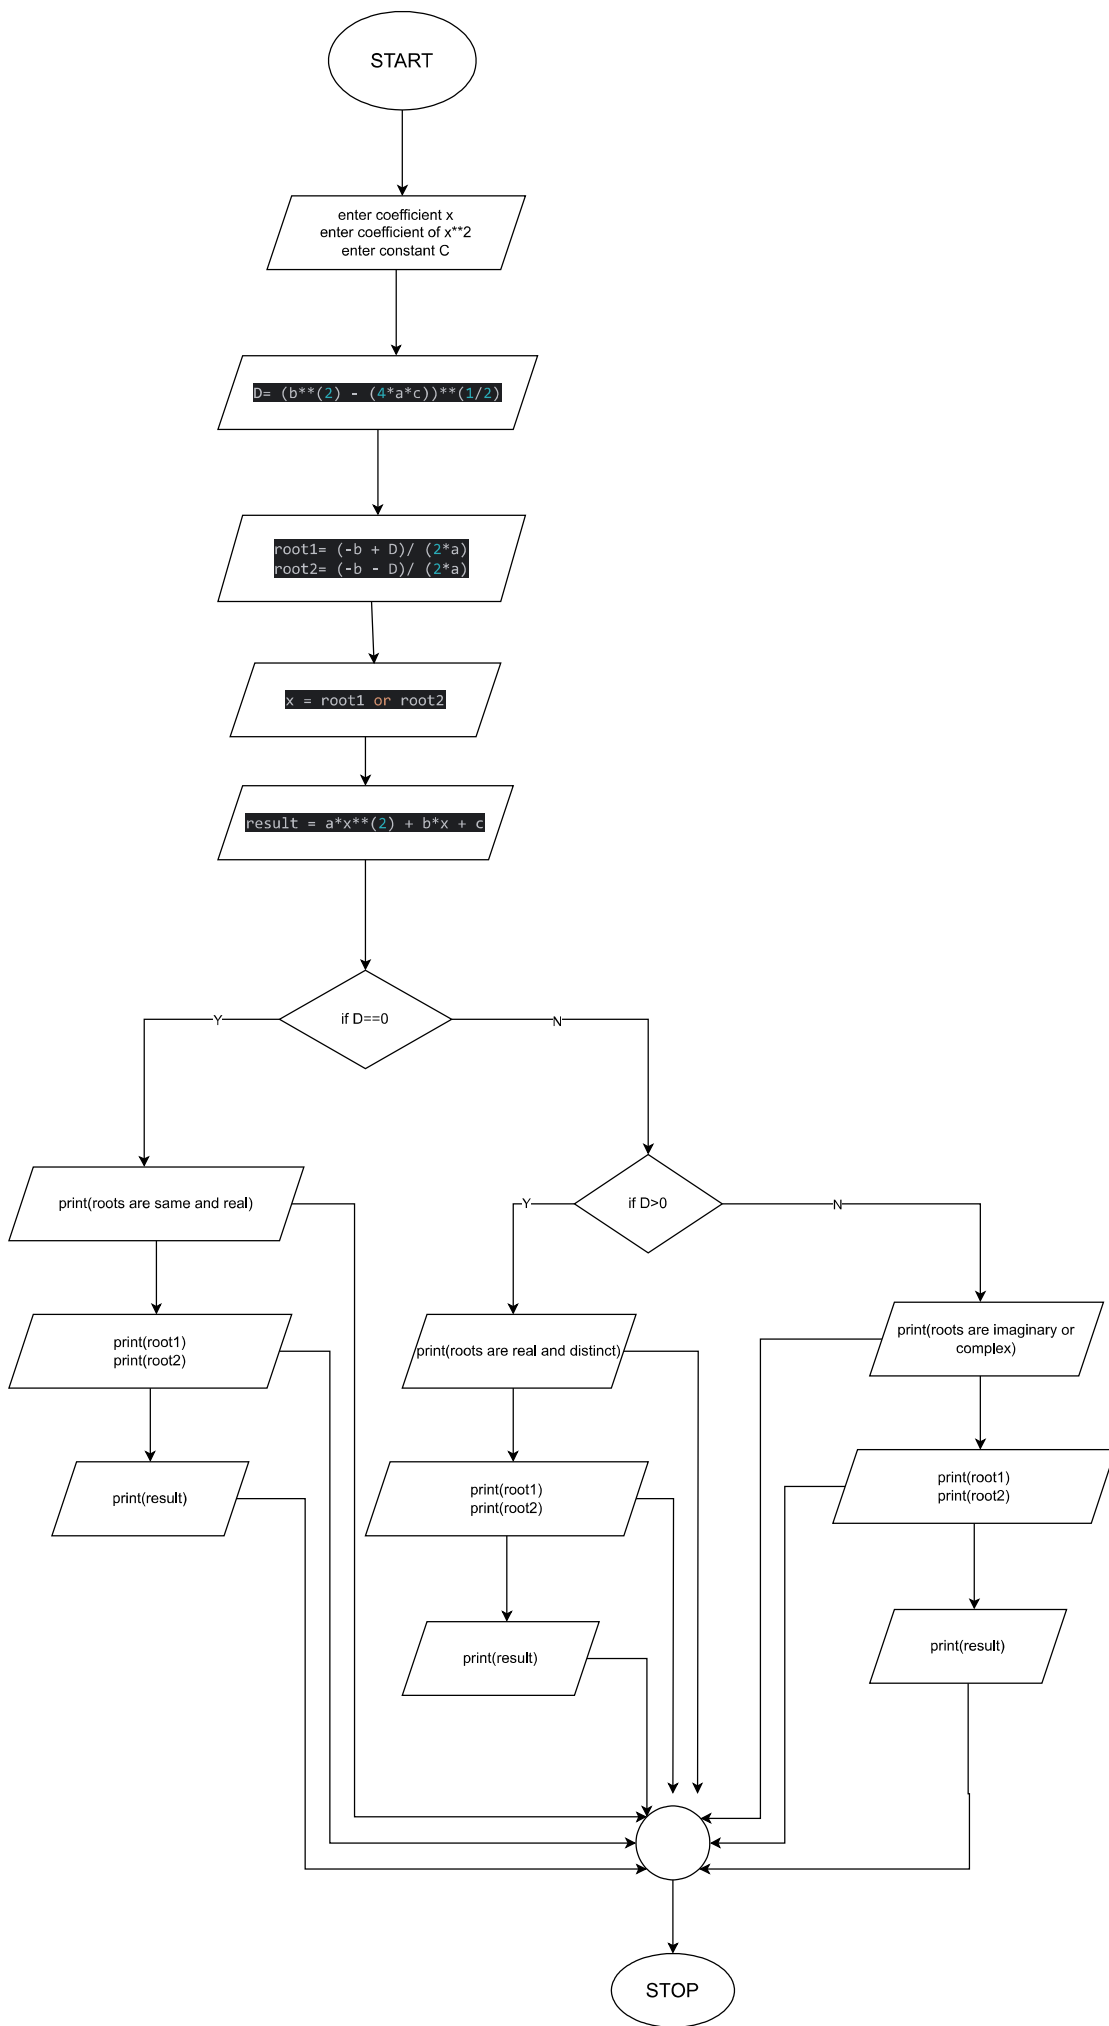 START
enter coefficient x
enter coefficient of x**2
enter constant C
D= (b**(2) - (4*a*c))**(1/2)
root1= (-b + D)/ (2*a)
root2= (-b - D)/ (2*a)
x = root1 or root2
result = a*x**(2) + b*x + c
if D==0
Y
N
print(roots are same and real)
if D>0
Y
N
print(root1)
print(root2)
print(roots are real and distinct)
print(roots are imaginary or
complex)
print(result)
print(root1)
print(root2)
print(root1)
print(root2)
print(result)
print(result)
STOP